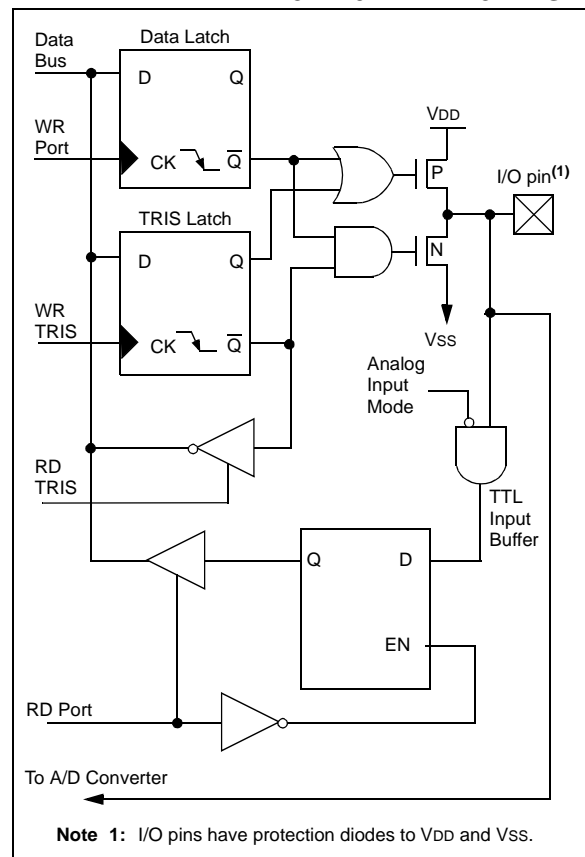 Data Latch
Data
Bus
D
Q
WR
Port
CK
Q
VDD
P
I/O pin(1)
TRIS Latch
D
Q
N
WR
TRIS
CK
Q
VSS
Analog
Input
Mode
RD
TRIS
TTL
Input
Buffer
Q
D
EN
RD Port
To A/D Converter
Note 1: I/O pins have protection diodes to VDD and VSS.